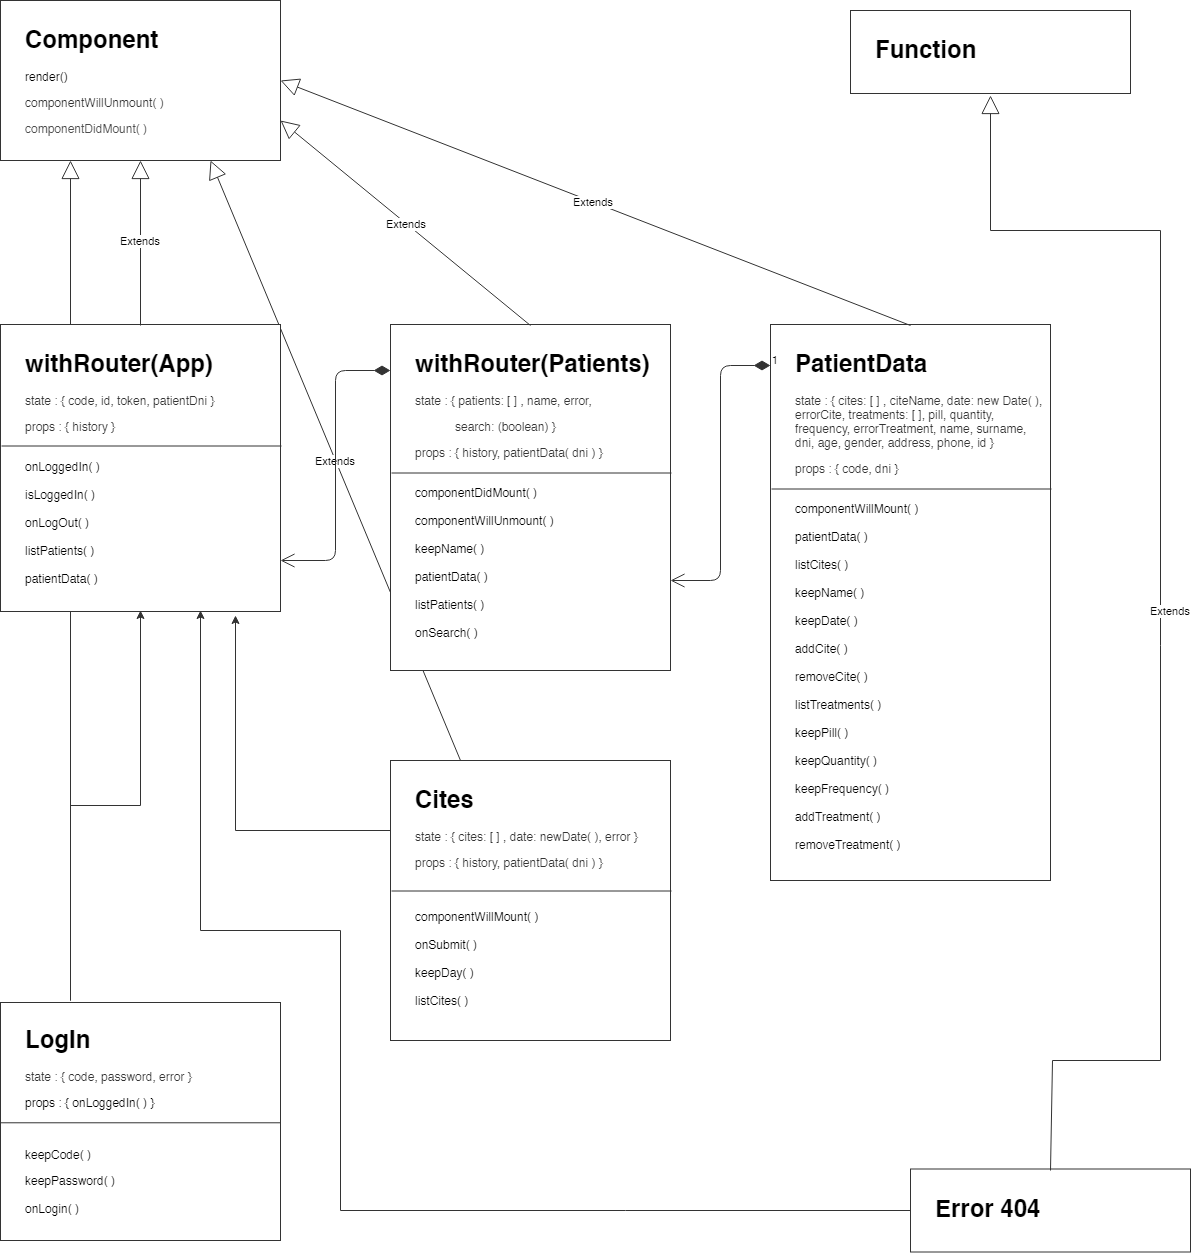 Component
render()
componentWillUnmount( )
componentDidMount( )
Function
Extends
Extends
Extends
withRouter(App)
state : { code, id, token, patientDni }
props : { history }
onLoggedIn( )
isLoggedIn( )
onLogOut( )
listPatients( )
patientData( )
Extends
withRouter(Patients)
state : { patients: [ ] , name, error,
search: (boolean) }
props : { history, patientData( dni ) }
componentDidMount( )
componentWillUnmount( )
keepName( )
patientData( )
listPatients( )
onSearch( )
1
PatientData
state : { cites: [ ] , citeName, date: new Date( ),
errorCite, treatments: [ ], pill, quantity,
frequency, errorTreatment, name, surname,
dni, age, gender, address, phone, id }
props : { code, dni }
componentWillMount( )
patientData( )
listCites( )
keepName( )
keepDate( )
addCite( )
removeCite( )
listTreatments( )
keepPill( )
keepQuantity( )
keepFrequency( )
addTreatment( )
removeTreatment( )
Extends
Cites
state : { cites: [ ] , date: newDate( ), error }
props : { history, patientData( dni ) }
componentWillMount( )
onSubmit( )
keepDay( )
listCites( )
LogIn
state : { code, password, error }
props : { onLoggedIn( ) }
keepCode( )
keepPassword( )
onLogin( )
Error 404